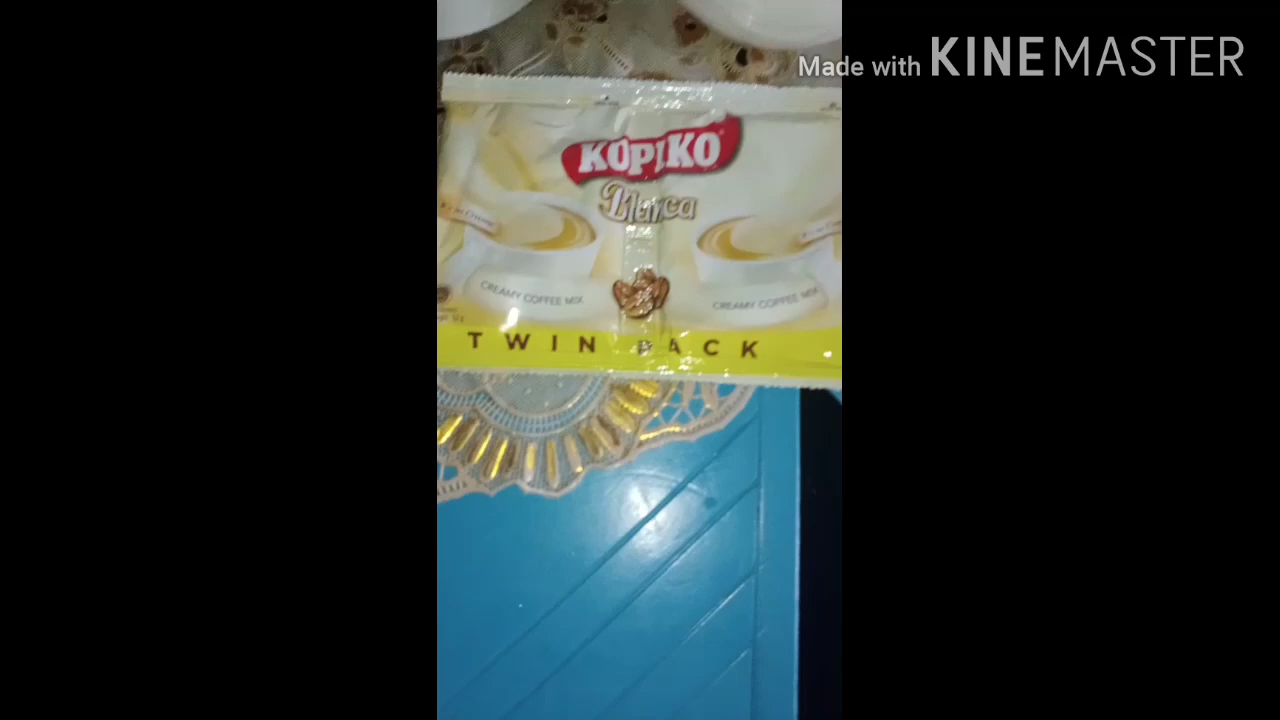 Made with KINEMASTER
KOPIKO
Blanca
CREAMY COFFEE MIX
CREAMY COFFEE MIX
TWIN PACK